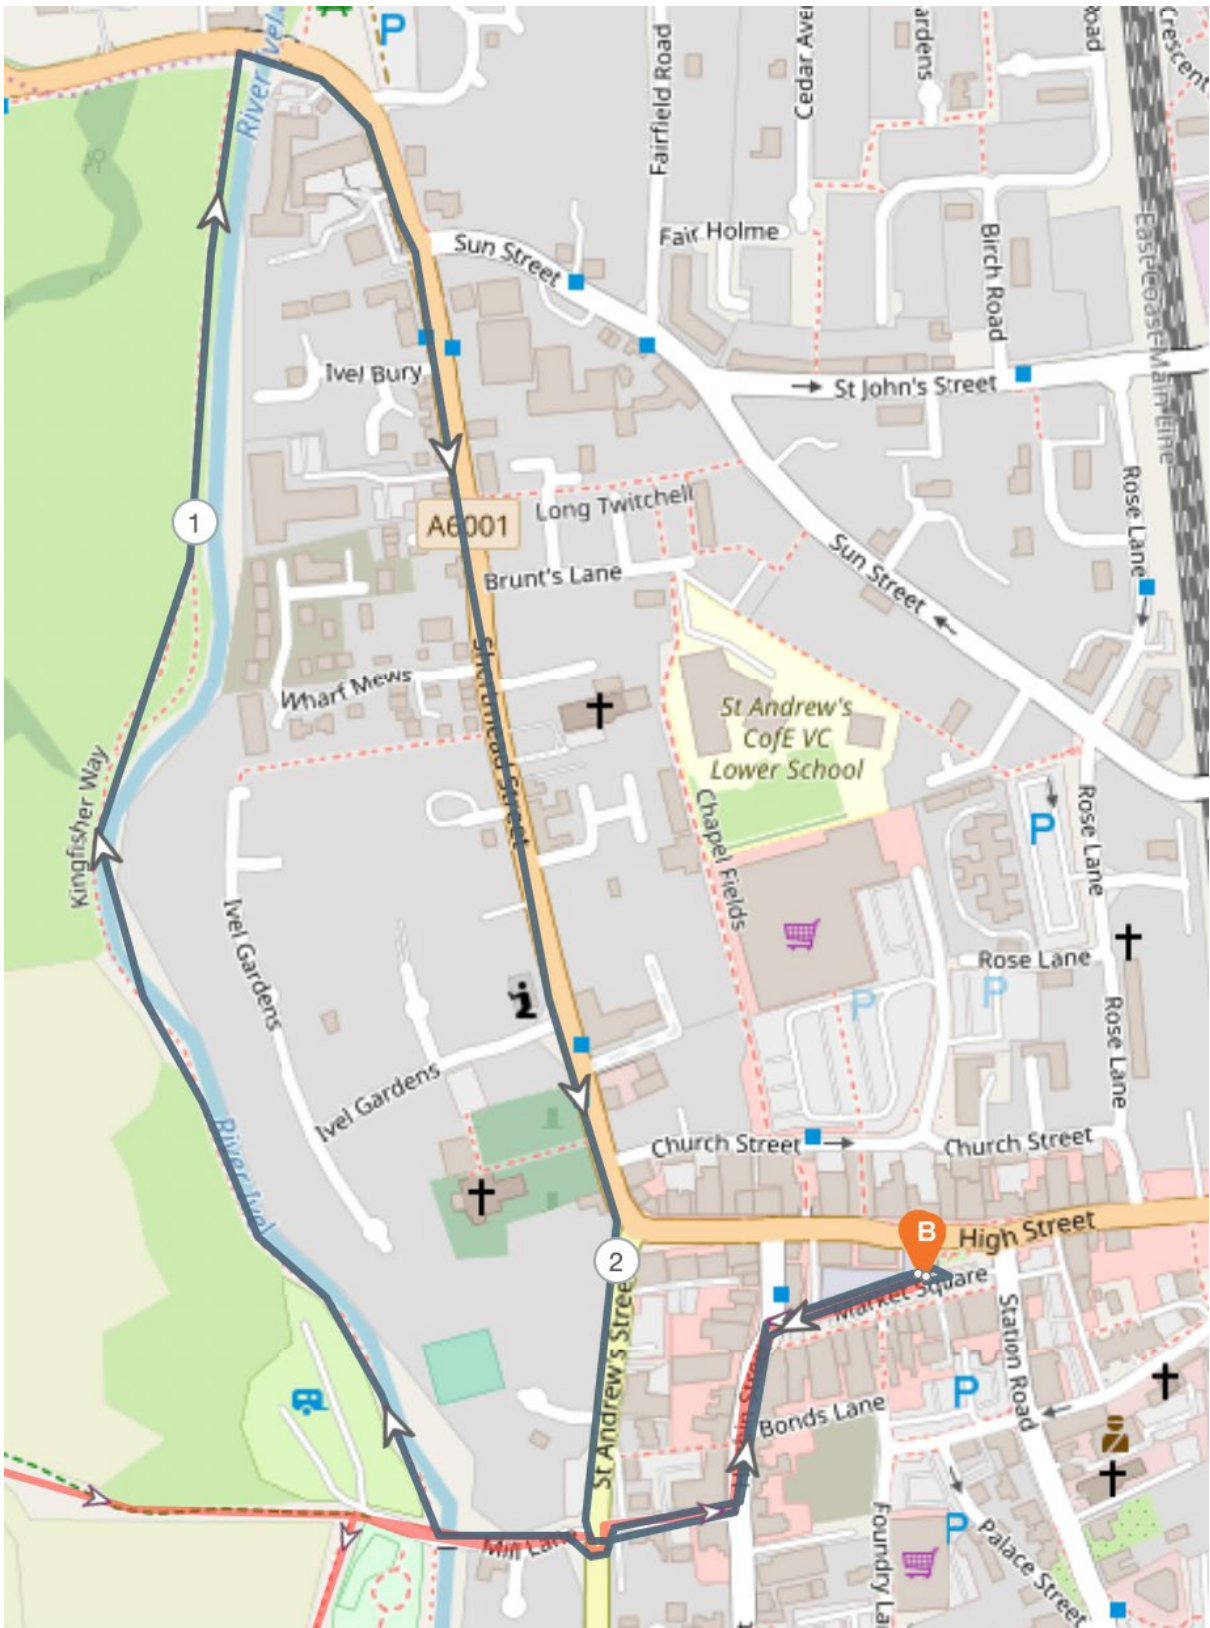 P
River Ivel
Fairfield Road
Cedar Aver
ardens
Road
Crescent
Sun Street
Fair Holme
Birch Road
East Coast Main Line
Ivel Bury
St John's Street
Long Twitchell
A6001
Rose Lane
1
Brunt's Lane
Sun Street
Shortmead Street
Wharf Mews
St Andrew's
CofE VC
Lower School
Kingfisher Way
Chapel Fields
P
Rose Lane
Ivel Gardens
Rose Lane
P
P
Rose Lane
Ivel Gardens
River Ivel
Church Street
Church Street
B
High Street
2
Market Square
St Andrew's Stree
Station Road
P
Bonds Lane
Mill Lane
Foundry La
P
Palace Street